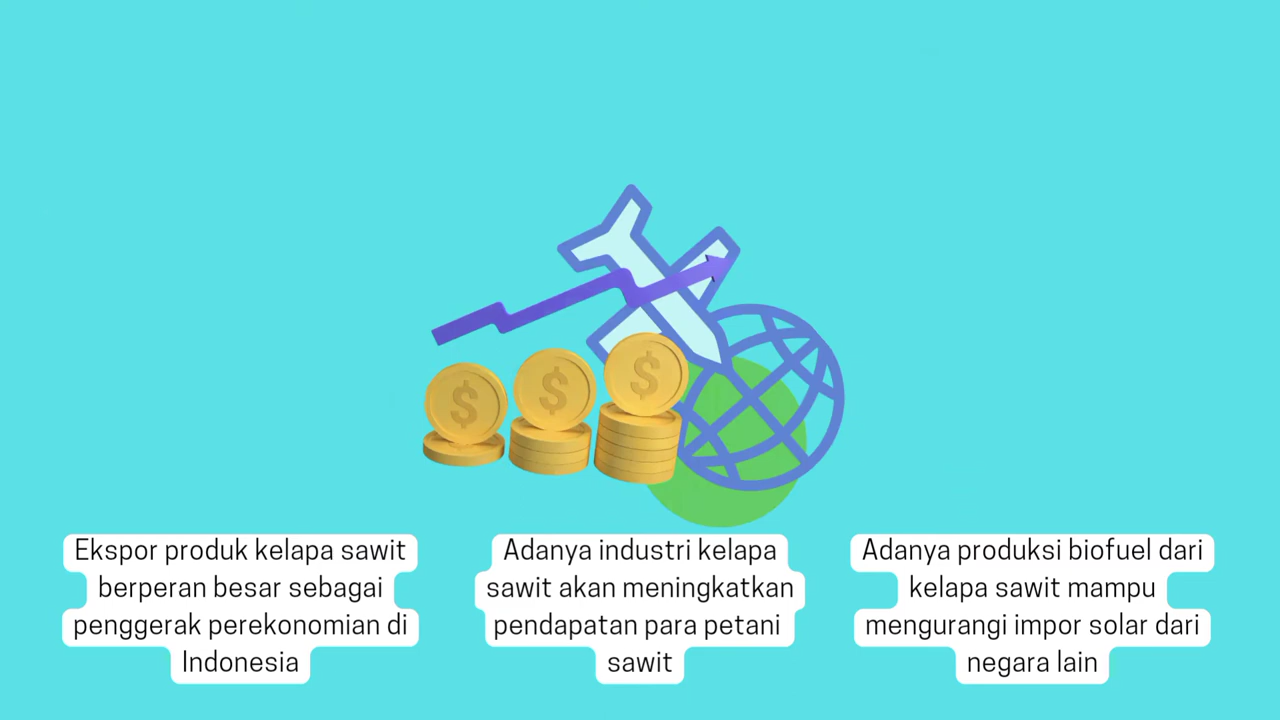 Ekspor produk kelapa sawit
berperan besar sebagai
penggerak perekonomian di
Indonesia
Adanya industri kelapa
sawit akan meningkatkan
pendapatan para petani
sawit
Adanya produksi biofuel dari
kelapa sawit mampu
mengurangi impor solar dari
negara lain
$
$
$